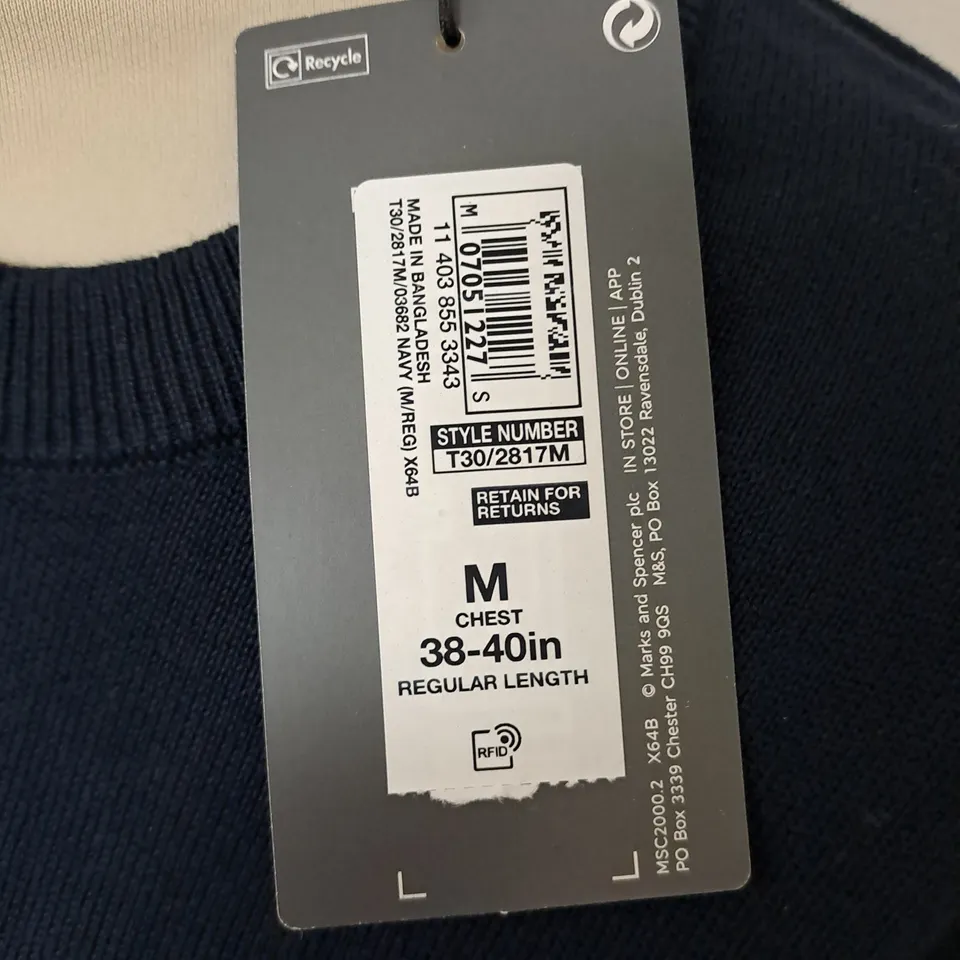 Recycle
M 07051227 S
11 403 855 3343
MADE IN BANGLADESH
T30/2817M/03682 NAVY (M/REG) X64B
STYLE NUMBER
T30/2817M
RETAIN FOR
RETURNS
M
CHEST
38-40in
REGULAR LENGTH
RFID
IN STORE | ONLINE | APP
MSC2000.2 X64B © Marks and Spencer plc M&S, PO Box 13022 Ravensdale, Dublin 2
PO Box 3339 Chester CH99 9QS